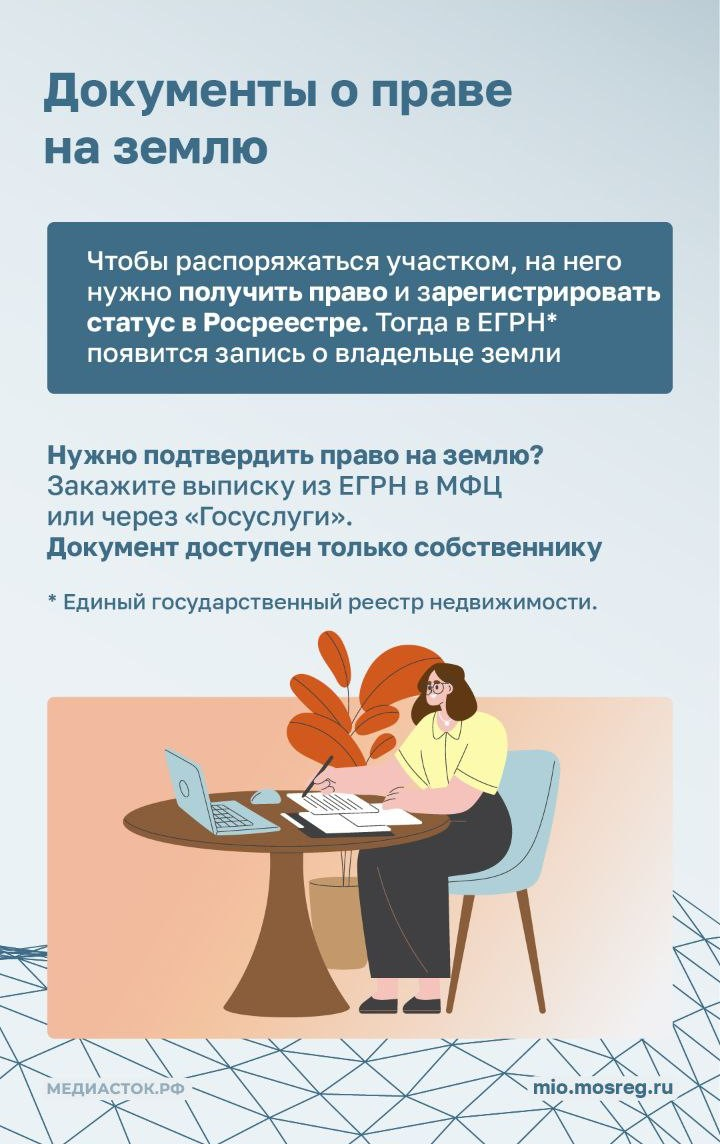 Документы о праве
на землю
Чтобы распоряжаться участком, на него
нужно получить право и зарегистрировать
статус в Росреестре. Тогда в ЕГРН*
появится запись о владельце земли
Нужно подтвердить право на землю?
Закажите выписку из ЕГРН в МФЦ
или через «Госуслуги».
Документ доступен только собственнику
* Единый государственный реестр недвижимости.
МЕДИАСТОК.РФ
mio.mosreg.ru